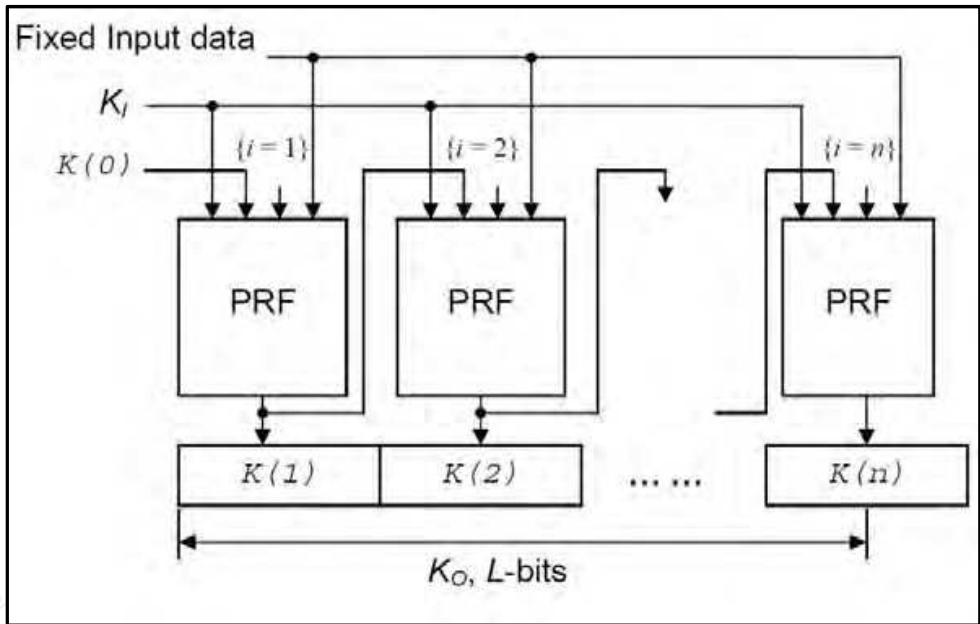 Fixed Input data
K_I
K(0)
{i = 1}
{i = 2}
{i = n}
PRF
PRF
PRF
K(1)
K(2)
... ...
K(n)
K_O, L-bits